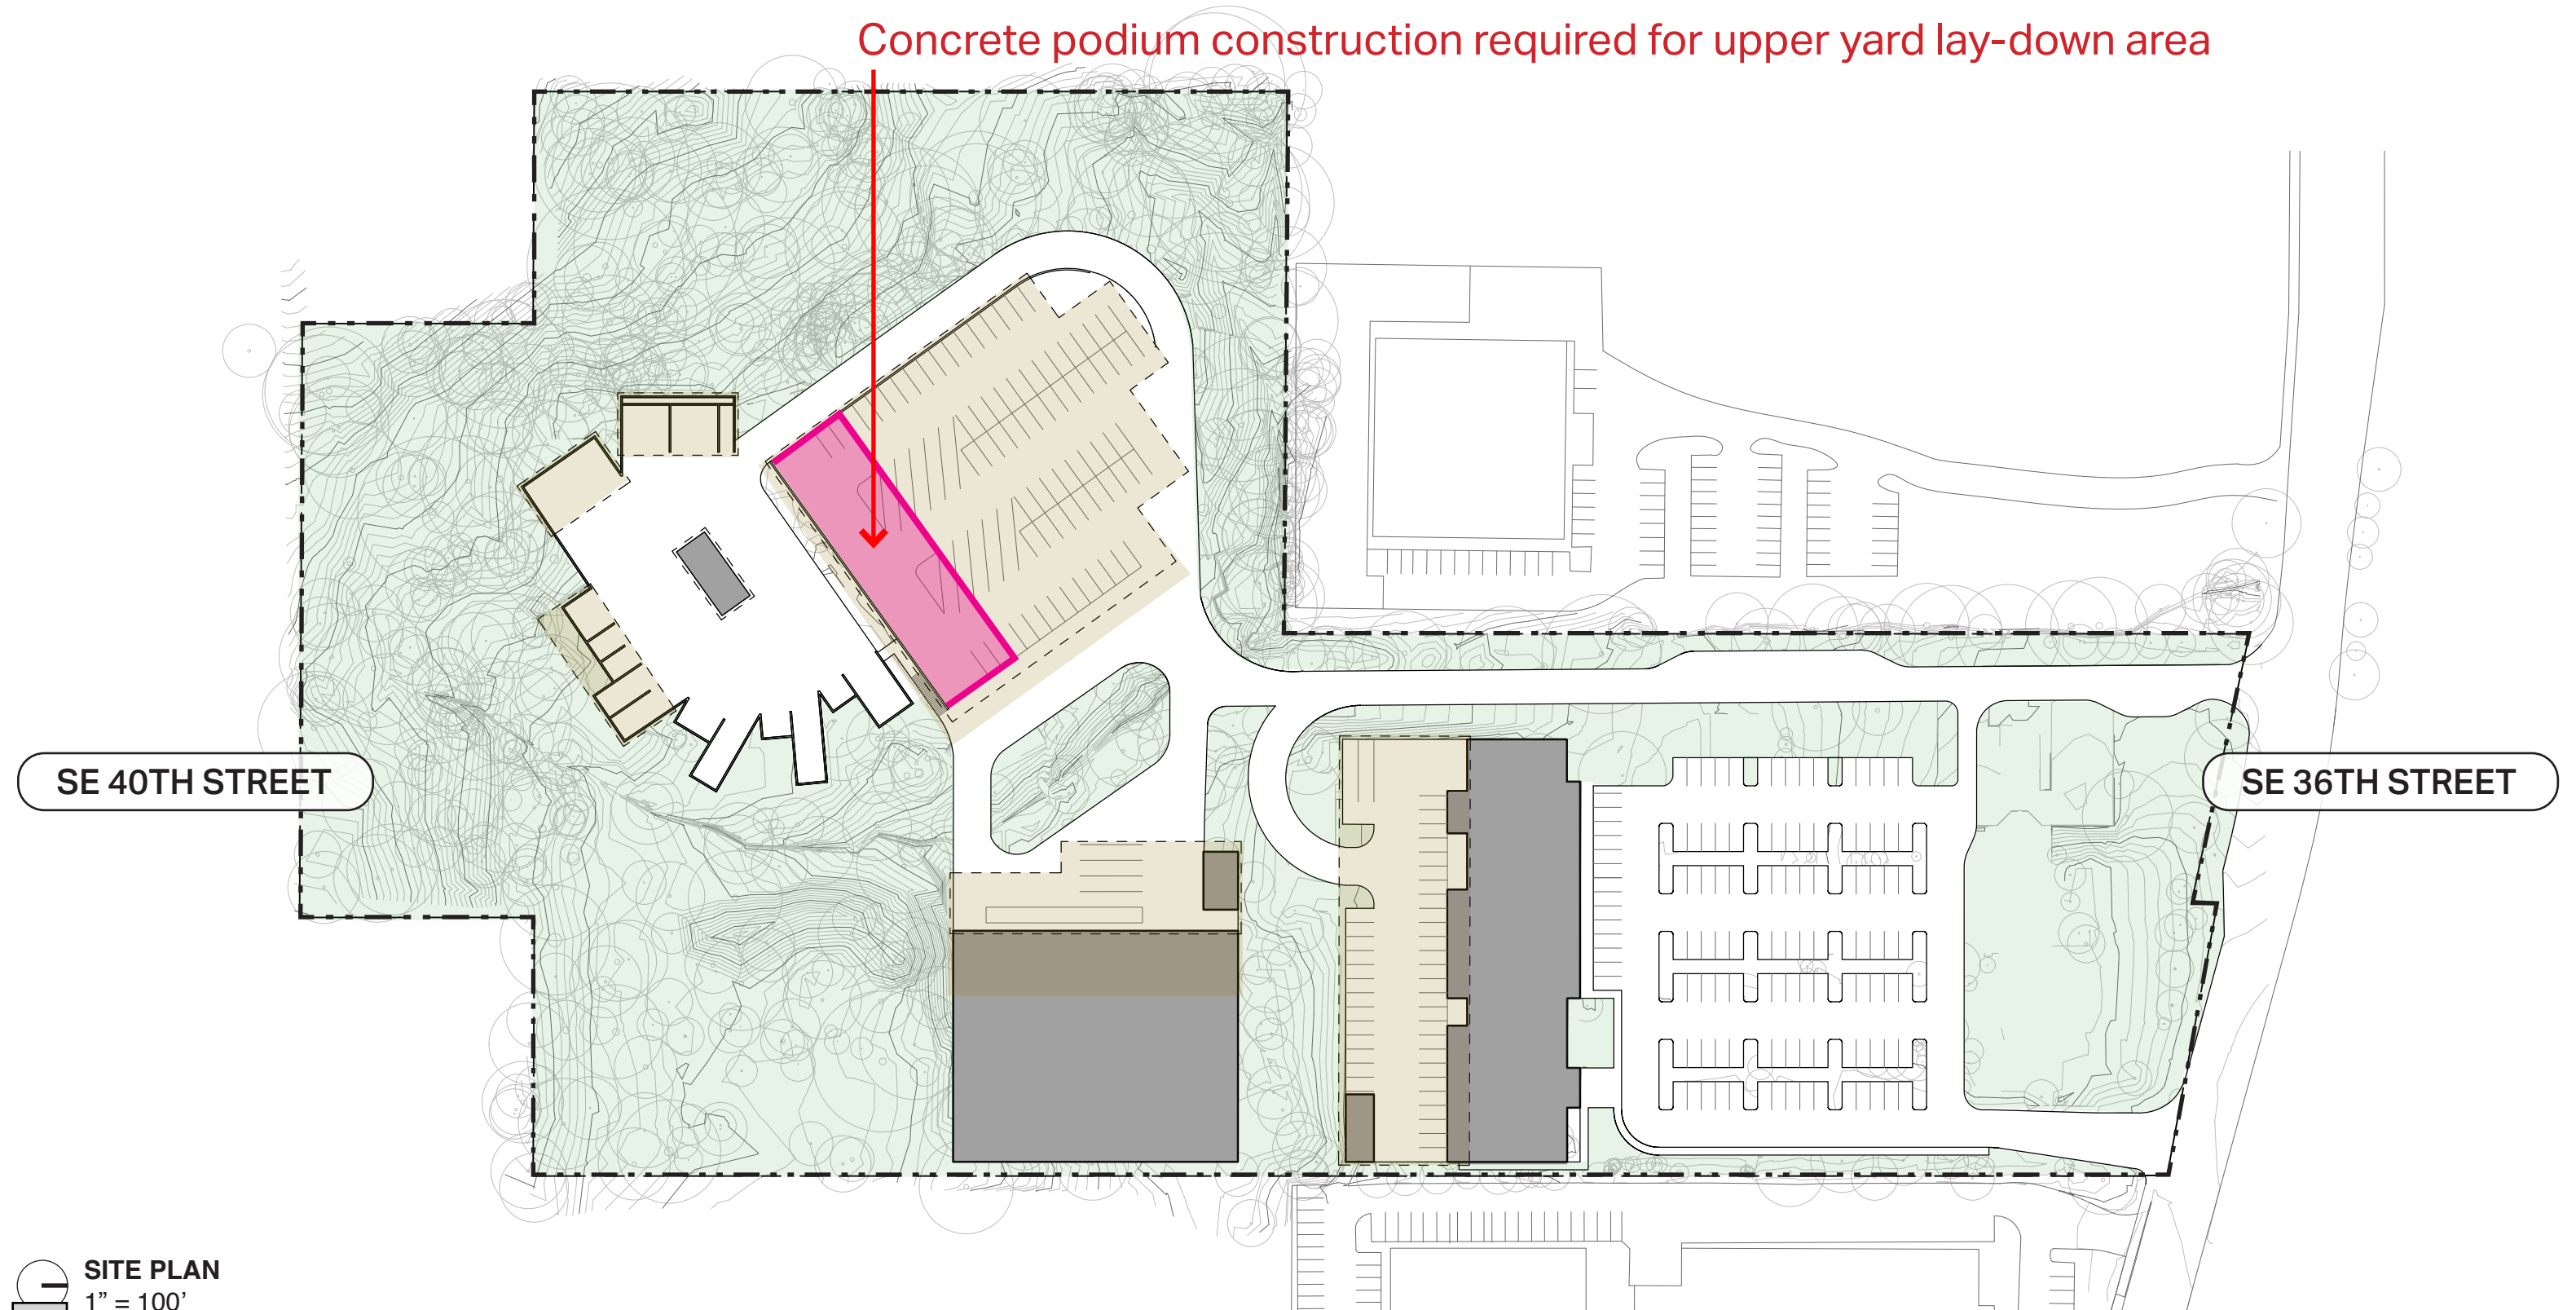 Concrete podium construction required for upper yard lay-down area
SE 40TH STREET
SE 36TH STREET
SITE PLAN
1” = 100’